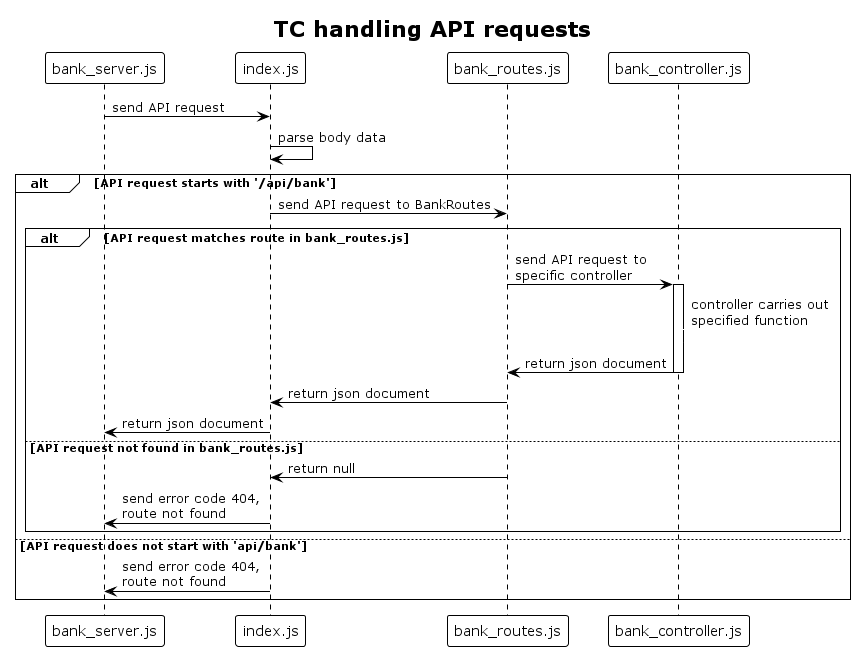 TC handling API requests
bank_server.js index.js bank_routes.js bank_controller.js
send API request
parse body data
alt [API request starts with '/api/bank']
send API request to BankRoutes
alt [API request matches route in bank_routes.js]
send API request to
specific controller
controller carries out
specified function
return json document
return json document
return json document
[API request not found in bank_routes.js]
return null
send error code 404,
route not found
[API request does not start with 'api/bank']
send error code 404,
route not found
bank_server.js index.js bank_routes.js bank_controller.js